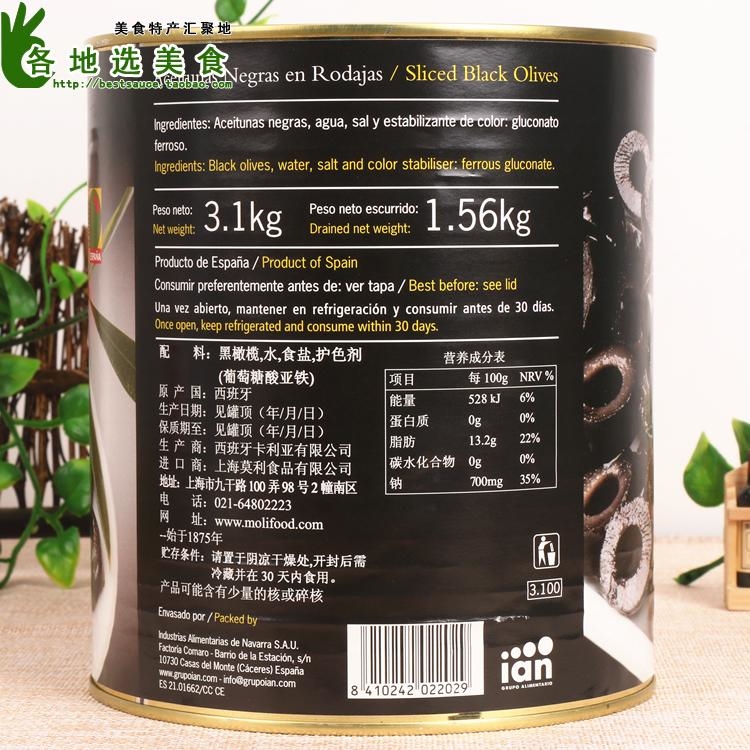 美食特产汇聚地
各地选美食
http://bestsauce.taobao.com
Negras en Rodajas / Sliced Black Olives
Ingredientes: Aceitunas negras, agua, sal y estabilizante de color: gluconato
ferroso.
Ingredients: Black olives, water, salt and color stabiliser: ferrous gluconate.
Peso neto: 3.1kg Peso neto escurrido: 1.56kg
Net weight: Drained net weight:
Producto de España / Product of Spain
Consumir preferentemente antes de: ver tapa / Best before: see lid
Una vez abierto, mantener en refrigeración y consumir antes de 30 días.
Once open, keep refrigerated and consume within 30 days.
配 料: 黑橄榄,水,食盐,护色剂
(葡萄糖酸亚铁)
原 产 国: 西班牙
生产日期: 见罐顶（年/月/日）
保质期至: 见罐顶（年/月/日）
生 产 商: 西班牙卡利亚有限公司
进 口 商: 上海莫利食品有限公司
地址: 上海市九干路100弄98号2幢南区
电 话: 021-64802223
网 址: www.molifood.com
--始于1875年
贮存条件: 请置于阴凉干燥处,开封后需
冷藏并在30天内食用。
产品可能含有少量的核或碎核
营养成分表
项目 每 100g NRV %
能量 528 kJ 6%
蛋白质 0g 0%
脂肪 13.2g 22%
碳水化合物 0g 0%
钠 700mg 35%
3.100
Envasado por / Packed by
Industrias Alimentarias de Navarra S.A.U.
Factoría Comaro - Barrio de la Estación, s/n
10730 Casas del Monte (Cáceres) España
www.grupoian.com - info@grupoian.com
ES 21.01662/CC CE
8 410242 022029
ian
GRUPO ALIMENTARIO
ESPAÑA